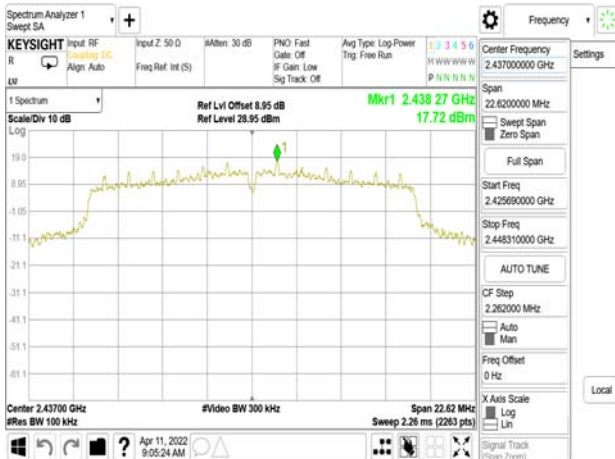 Spectrum Analyzer 1
Swept SA
Frequency
KEYSIGHT
R
Input: RF
Coupling: DC
Align: Auto
Input Z: 50 Ω
Freq Ref: Int (S)
#Atten: 30 dB
PNO: Fast
Gate: Off
IF Gain: Low
Sig Track: Off
Avg Type: Log-Power
Trig: Free Run
1 2 3 4 5 6
M W W W W W
P N N N N N
1 Spectrum
Scale/Div 10 dB
Log
Ref Lvl Offset 8.95 dB
Ref Level 28.95 dBm
Mkr1 2.438 27 GHz
17.72 dBm
1
19.0
8.95
-1.05
-11.1
-21.1
-31.1
-41.1
-51.1
-61.1
Center 2.43700 GHz
#Res BW 100 kHz
#Video BW 300 kHz
Span 22.62 MHz
Sweep 2.26 ms (2263 pts)
Apr 11, 2022
9:05:24 AM
Center Frequency
2.437000000 GHz
Span
22.6200000 MHz
Swept Span
Zero Span
Full Span
Start Freq
2.425690000 GHz
Stop Freq
2.448310000 GHz
AUTO TUNE
CF Step
2.262000 MHz
Auto
Man
Freq Offset
0 Hz
X Axis Scale
Log
Lin
Signal Track
(Span Zoom)
Settings
Local